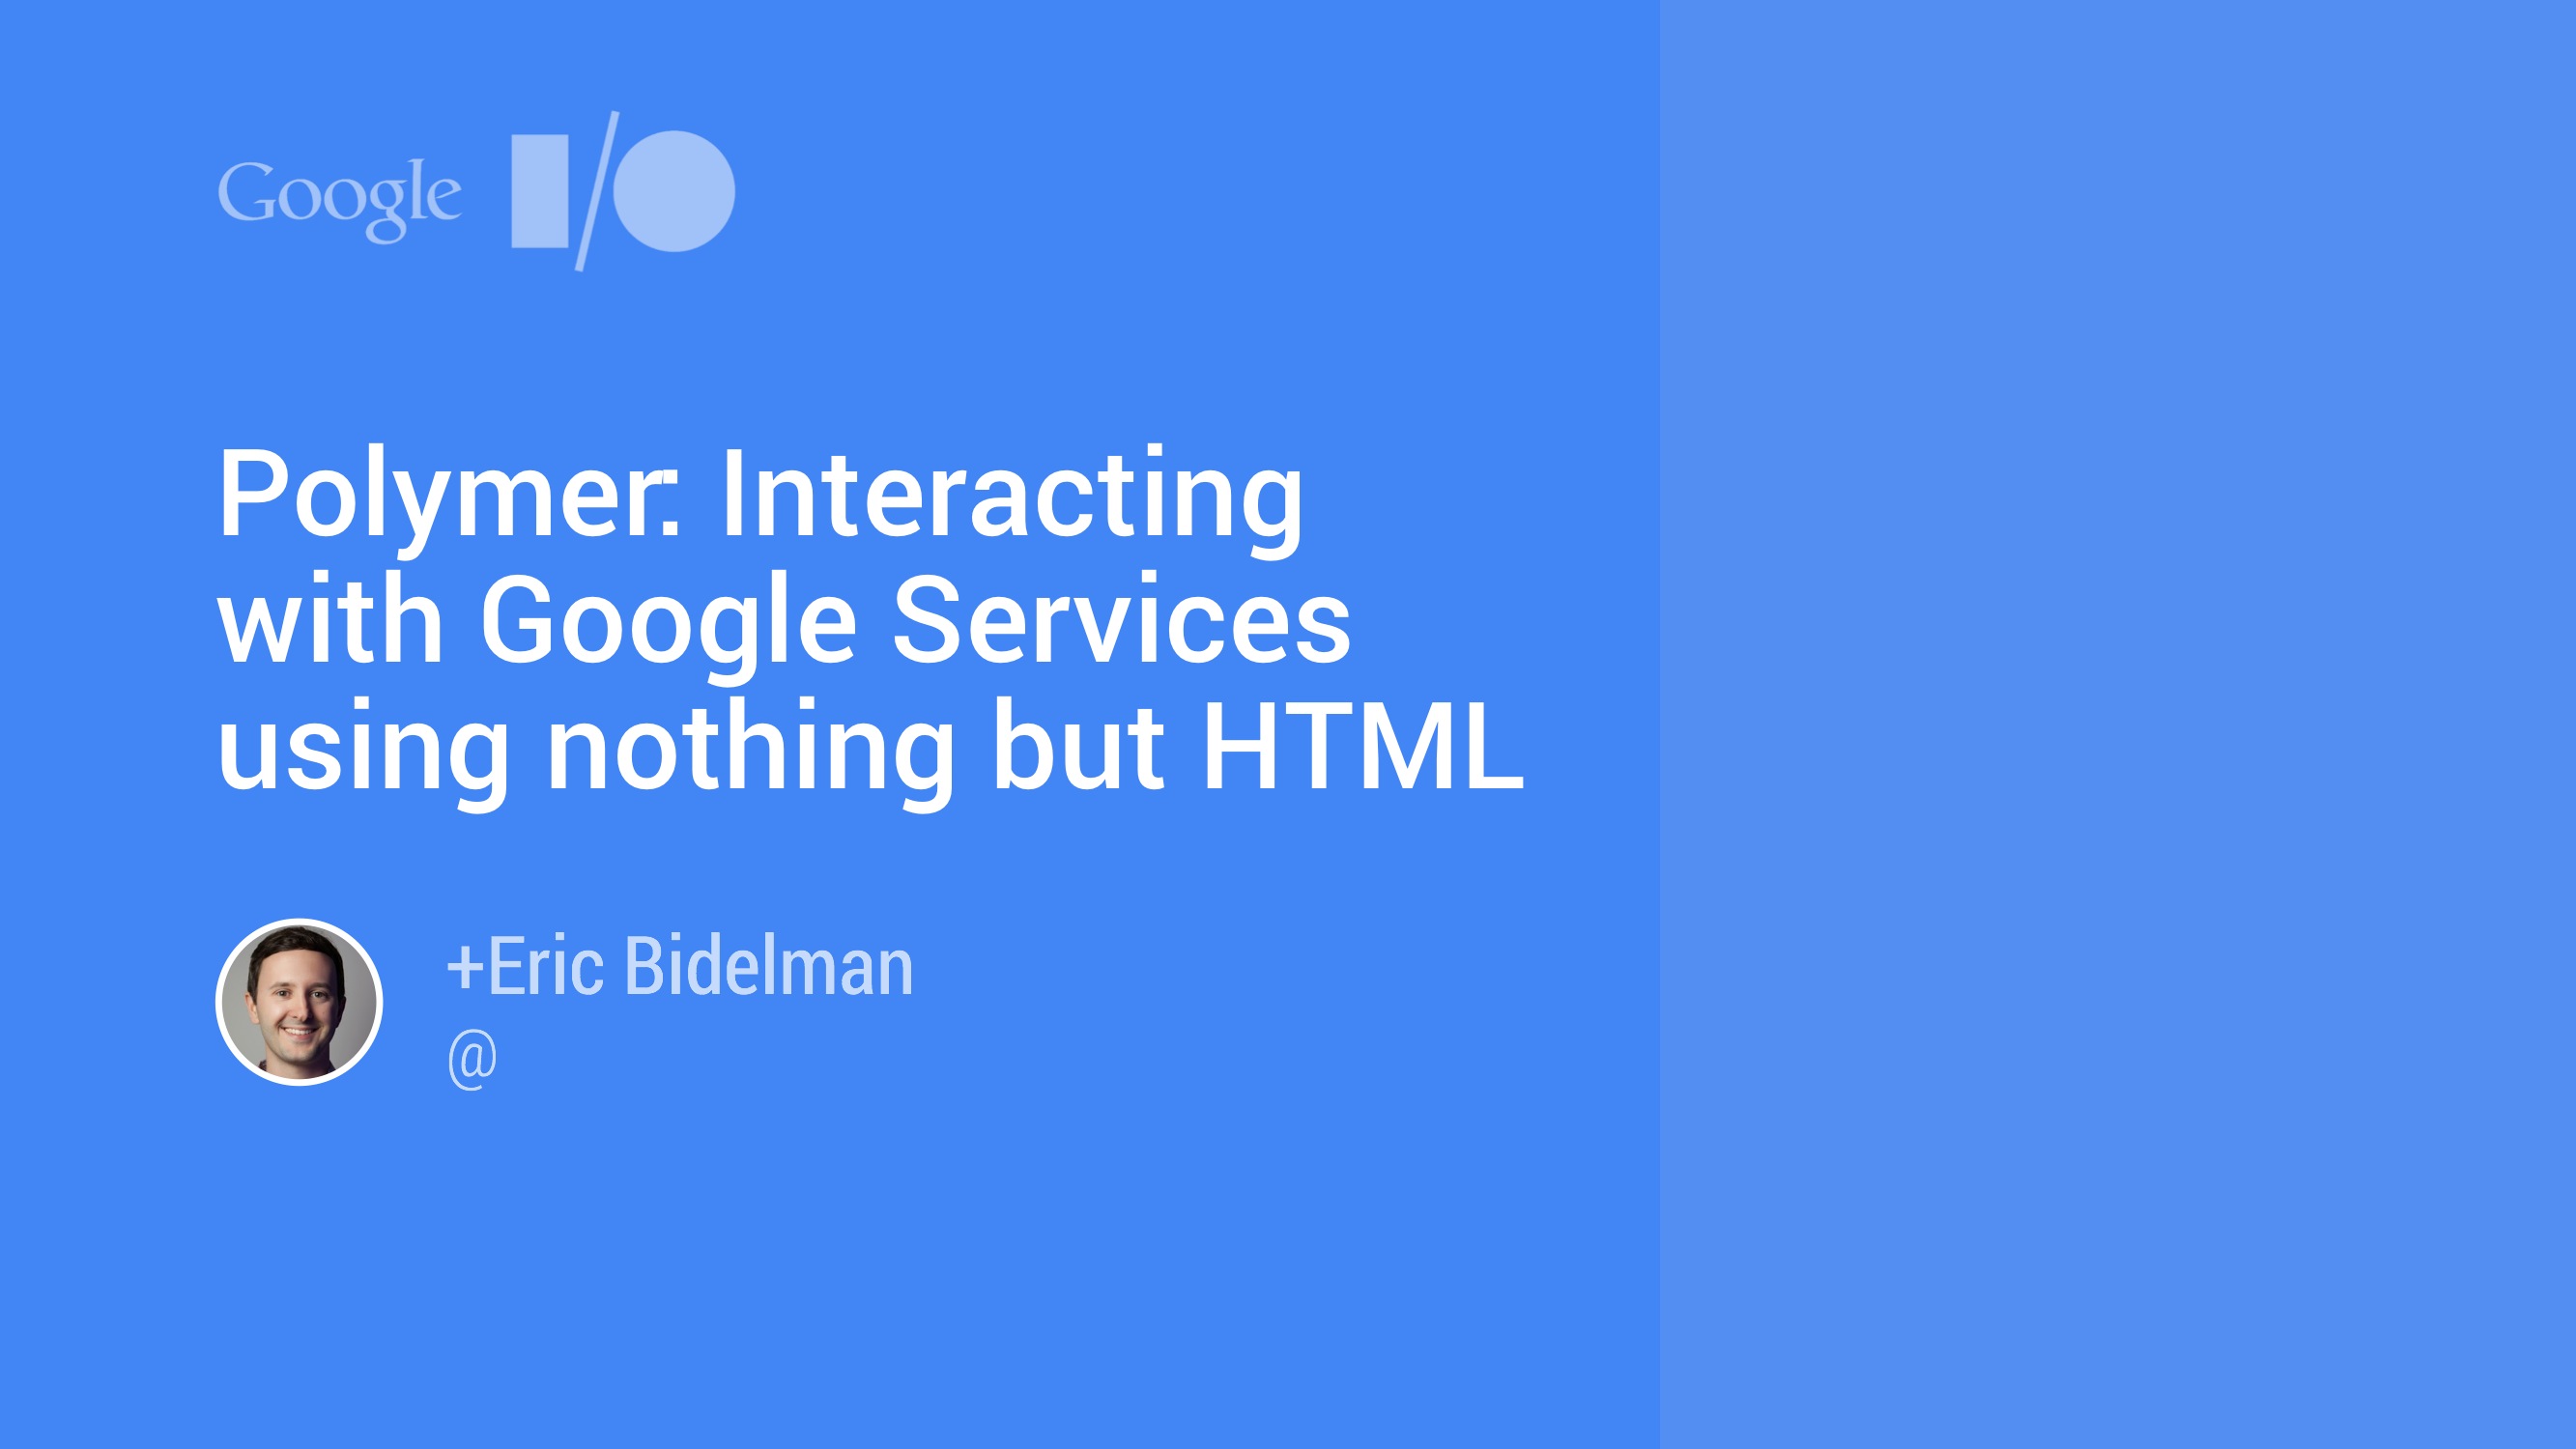 Google I/O
Polymer: Interacting
with Google Services
using nothing but HTML
+Eric Bidelman
@